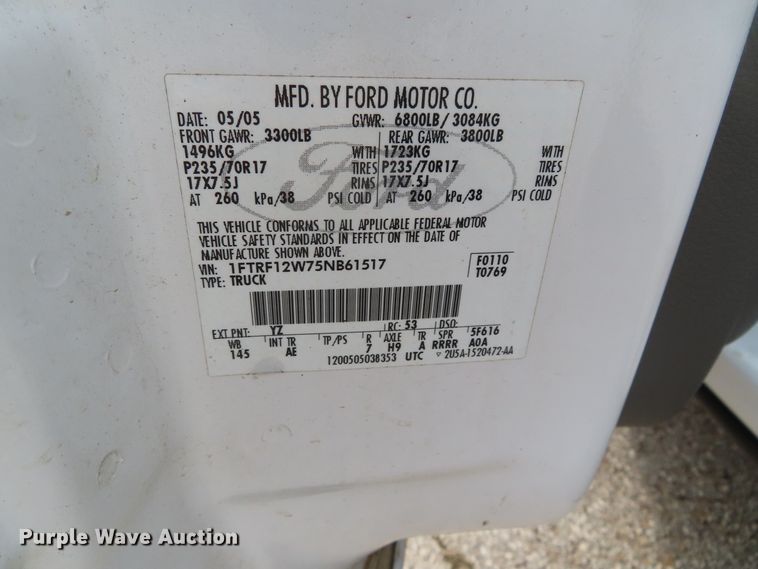 MFD. BY FORD MOTOR CO.
DATE: 05/05 GVWR: 6800LB/ 3084KG
FRONT GAWR: 3300LB REAR GAWR: 3800LB
1496KG WITH 1723KG WITH
P235/70R17 TIRES P235/70R17 TIRES
17X7.5J RIMS 17X7.5J RIMS
AT 260 kPa/38 PSI COLD AT 260 kPa/38 PSI COLD
Ford
THIS VEHICLE CONFORMS TO ALL APPLICABLE FEDERAL MOTOR
VEHICLE SAFETY STANDARDS IN EFFECT ON THE DATE OF
MANUFACTURE SHOWN ABOVE.
VIN: 1FTRF12W75NB61517 F0110
TYPE: TRUCK T0769
EXT PNT: YZ RC: 53 DSO:
WB INT TR TP/PS R AXLE TR SPR 5F616
145 AE 7 H9 A RRRR A0A
1200505038353 UTC ▽ 2U5A-1520472-AA
Purple Wave Auction